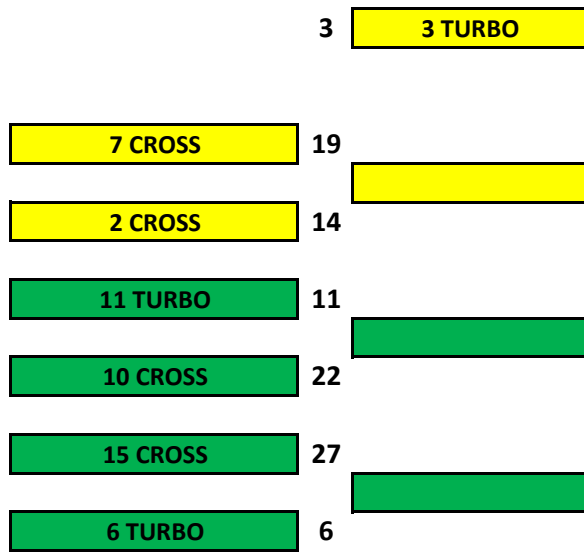 3 3 TURBO
7 CROSS 19
2 CROSS 14
11 TURBO 11
10 CROSS 22
15 CROSS 27
6 TURBO 6